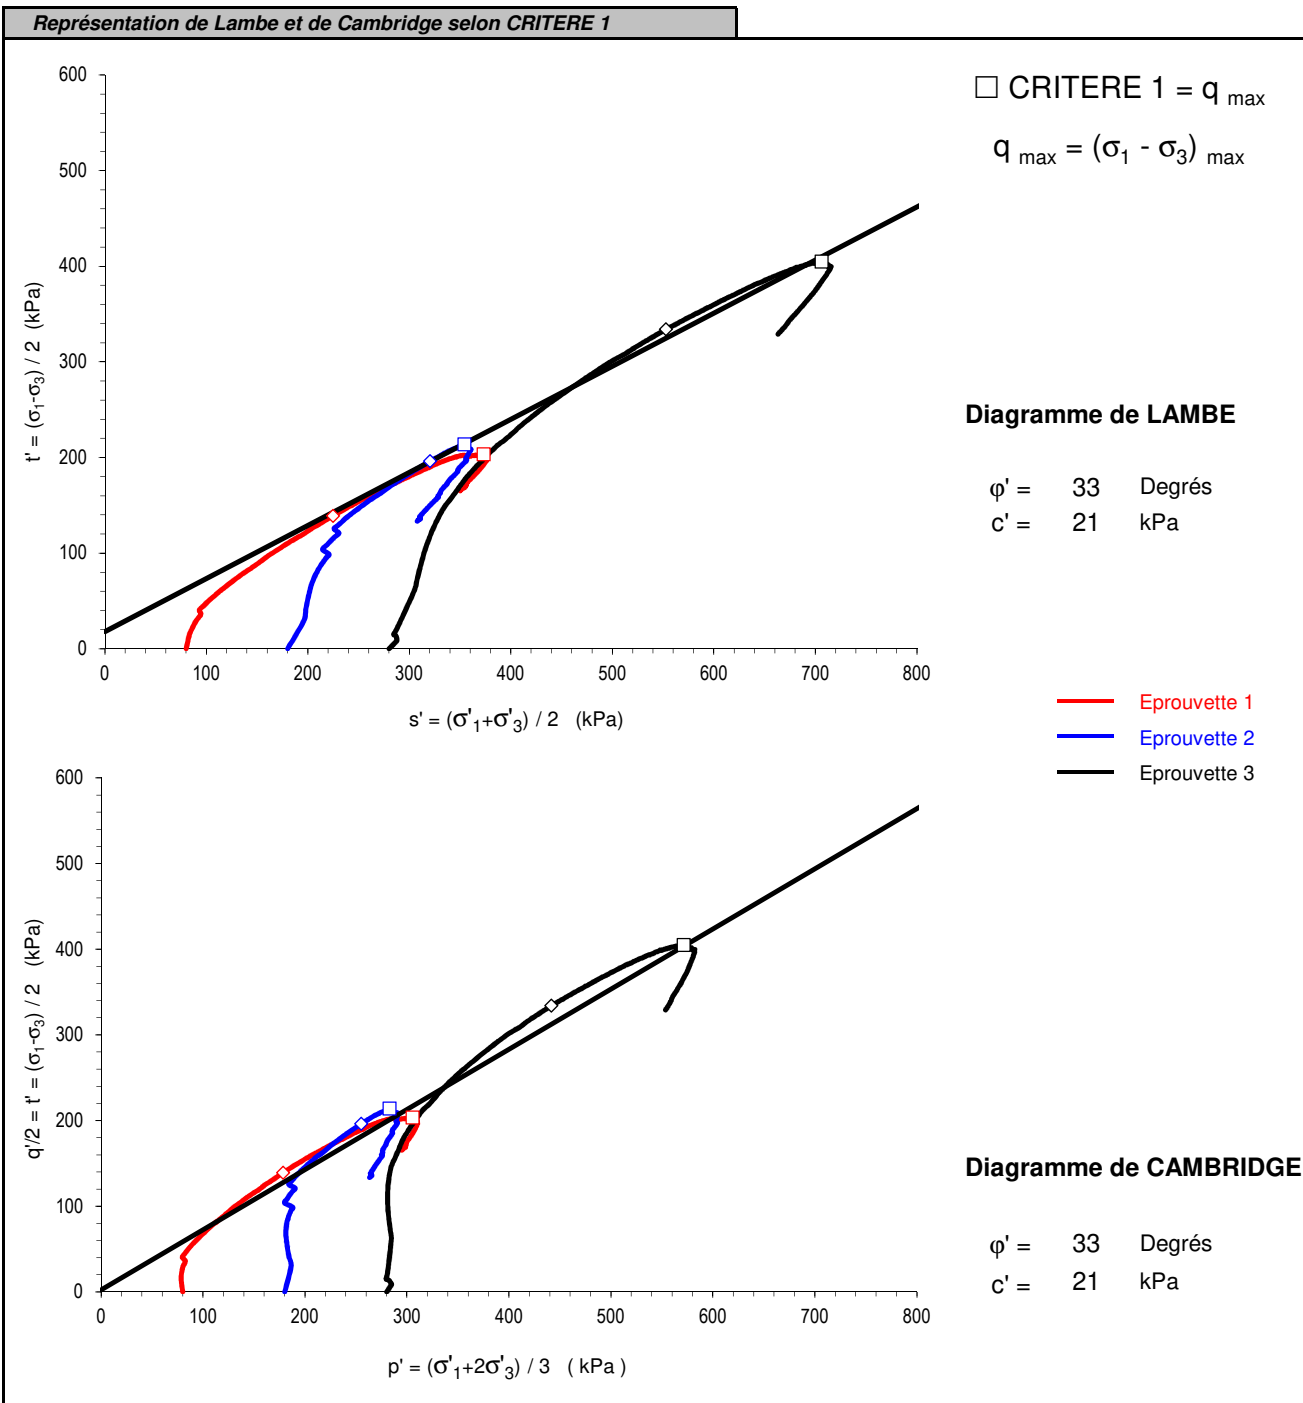 Représentation de Lambe et de Cambridge selon CRITERE 1
□ CRITERE 1 = q max
q max = (σ1 - σ3) max
600
500
400
300
200
100
0
t' = (σ1-σ3) / 2 (kPa)
0 100 200 300 400 500 600 700 800
s' = (σ'1+σ'3) / 2 (kPa)
Diagramme de LAMBE
φ' = 33 Degrés
c' = 21 kPa
Eprouvette 1
Eprouvette 2
Eprouvette 3
600
500
400
300
200
100
0
q'/2 = t' = (σ1-σ3) / 2 (kPa)
0 100 200 300 400 500 600 700 800
p' = (σ'1+2σ'3) / 3 ( kPa )
Diagramme de CAMBRIDGE
φ' = 33 Degrés
c' = 21 kPa